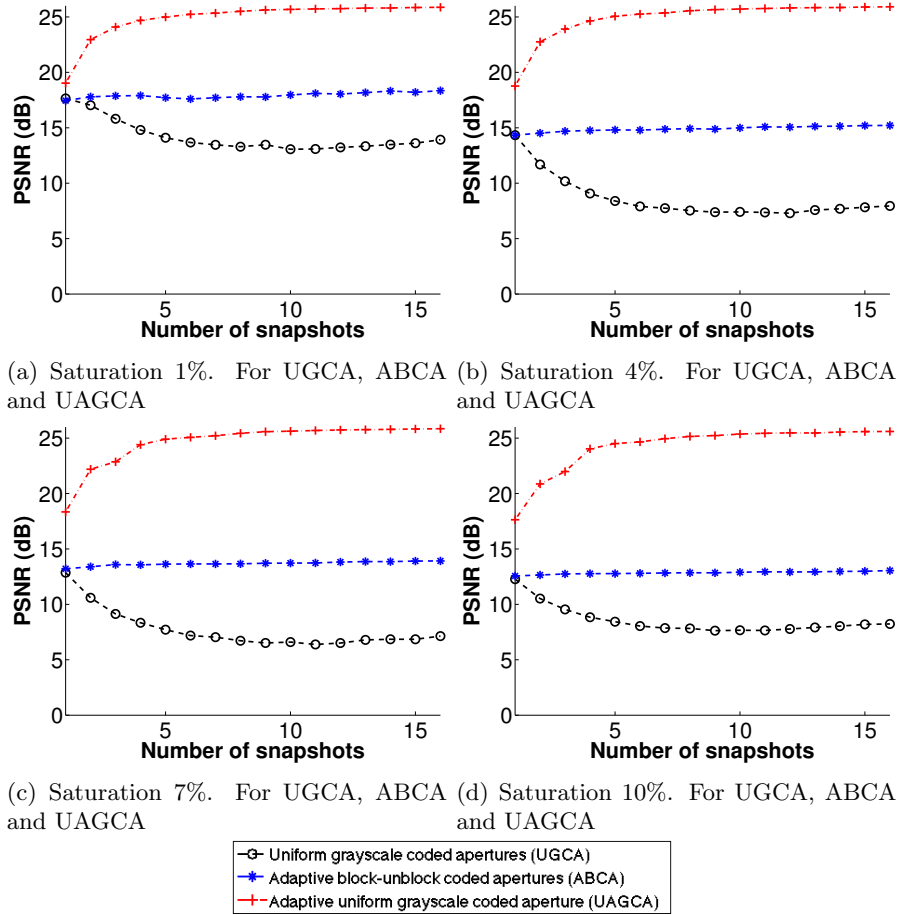 25
20
15
10
5
0
PSNR (dB)
5 10 15
Number of snapshots
25
20
15
10
5
0
PSNR (dB)
5 10 15
Number of snapshots
(a) Saturation 1%. For UGCA, ABCA and UAGCA
(b) Saturation 4%. For UGCA, ABCA and UAGCA
25
20
15
10
5
0
PSNR (dB)
5 10 15
Number of snapshots
25
20
15
10
5
0
PSNR (dB)
5 10 15
Number of snapshots
(c) Saturation 7%. For UGCA, ABCA and UAGCA
(d) Saturation 10%. For UGCA, ABCA and UAGCA
Uniform grayscale coded apertures (UGCA)
Adaptive block-unblock coded apertures (ABCA)
Adaptive uniform grayscale coded aperture (UAGCA)